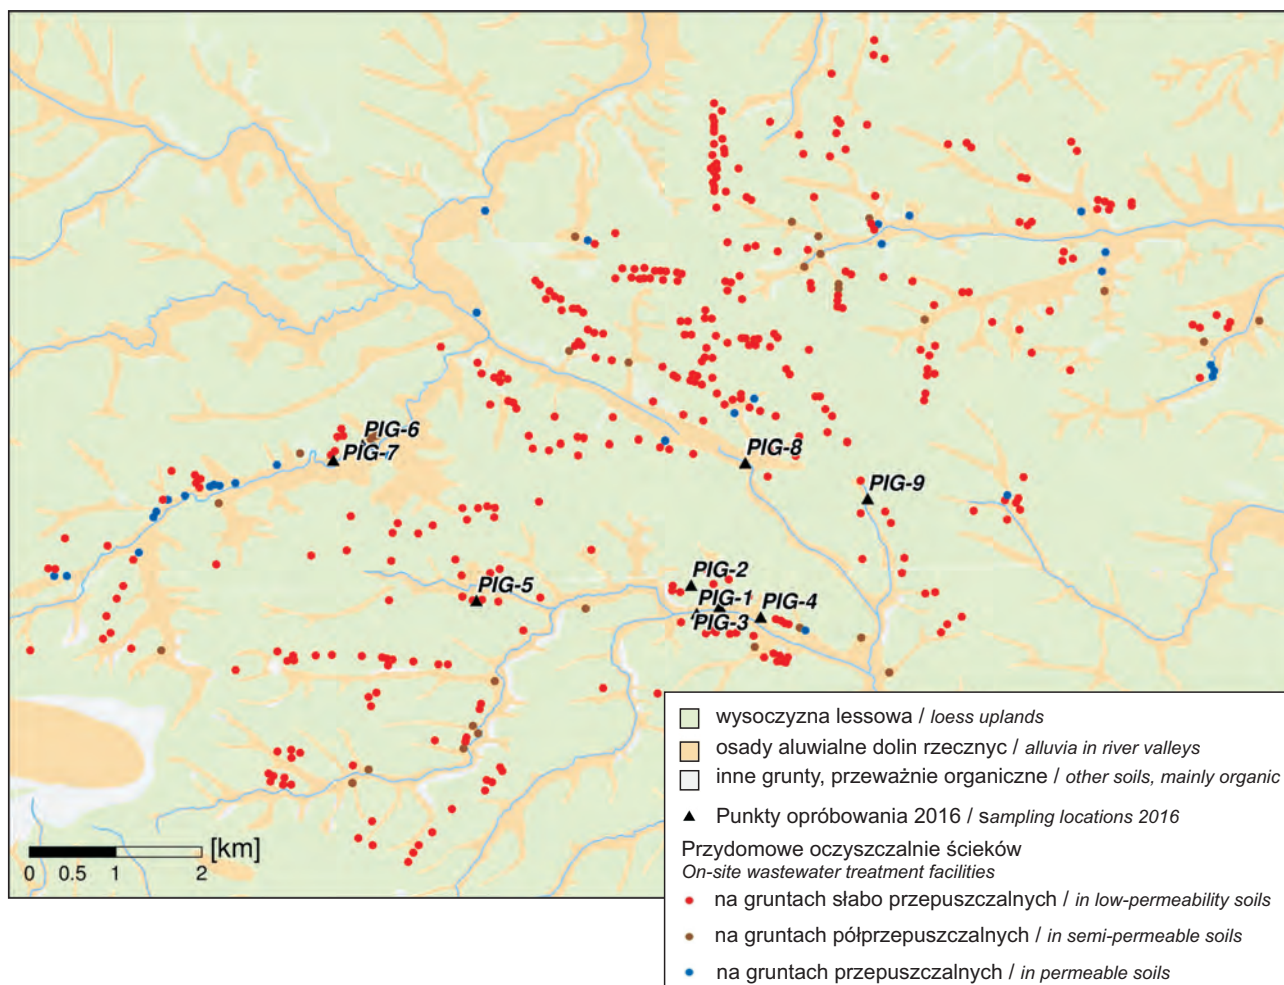 PIG-6
PIG-7
PIG-8
PIG-9
PIG-2
PIG-5
PIG-1
PIG-4
PIG-3
wysoczyzna lessowa / loess uplands
osady aluwialne dolin rzecznyc / alluvia in river valleys
inne grunty, przeważnie organiczne / other soils, mainly organic
Punkty opróbowania 2016 / sampling locations 2016
Przydomowe oczyszczalnie ścieków
On-site wastewater treatment facilities
na gruntach słabo przepuszczalnych / in low-permeability soils
na gruntach półprzepuszczalnych / in semi-permeable soils
na gruntach przepuszczalnych / in permeable soils
[km]
0 0.5 1 2